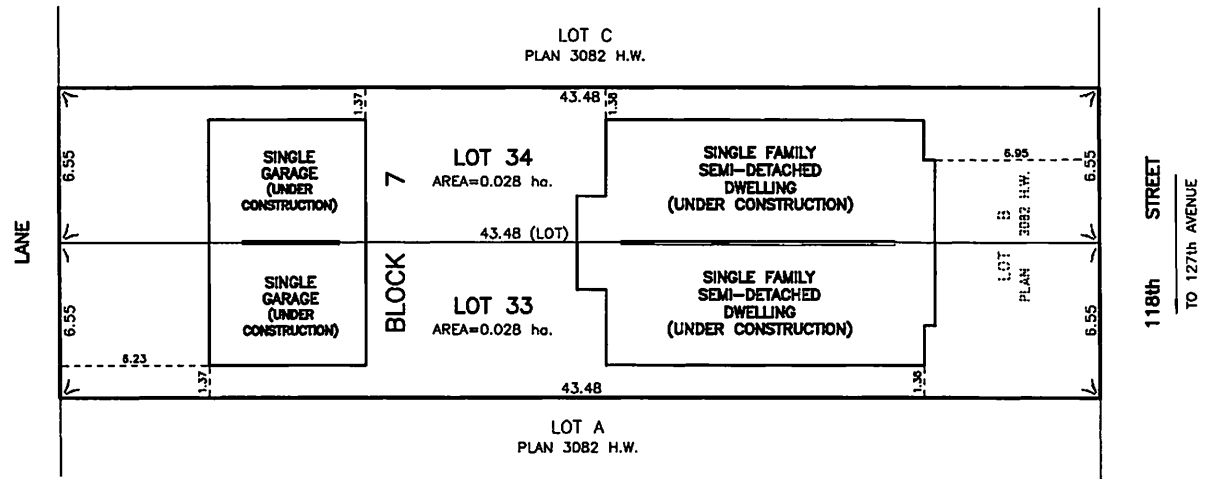 LOT C
PLAN 3082 H.W.
1.37
43.48
1.38
6.55
SINGLE
GARAGE
(UNDER
CONSTRUCTION)
LOT 34
AREA=0.028 ha.
SINGLE FAMILY
SEMI-DETACHED
DWELLING
(UNDER CONSTRUCTION)
6.95
6.55
LANE
BLOCK 7
43.48 (LOT)
LOT B
PLAN 3082 H.W.
118th STREET
TO 127th AVENUE
6.55
SINGLE
GARAGE
(UNDER
CONSTRUCTION)
LOT 33
AREA=0.028 ha.
SINGLE FAMILY
SEMI-DETACHED
DWELLING
(UNDER CONSTRUCTION)
6.55
6.23
1.37
43.48
1.38
LOT A
PLAN 3082 H.W.